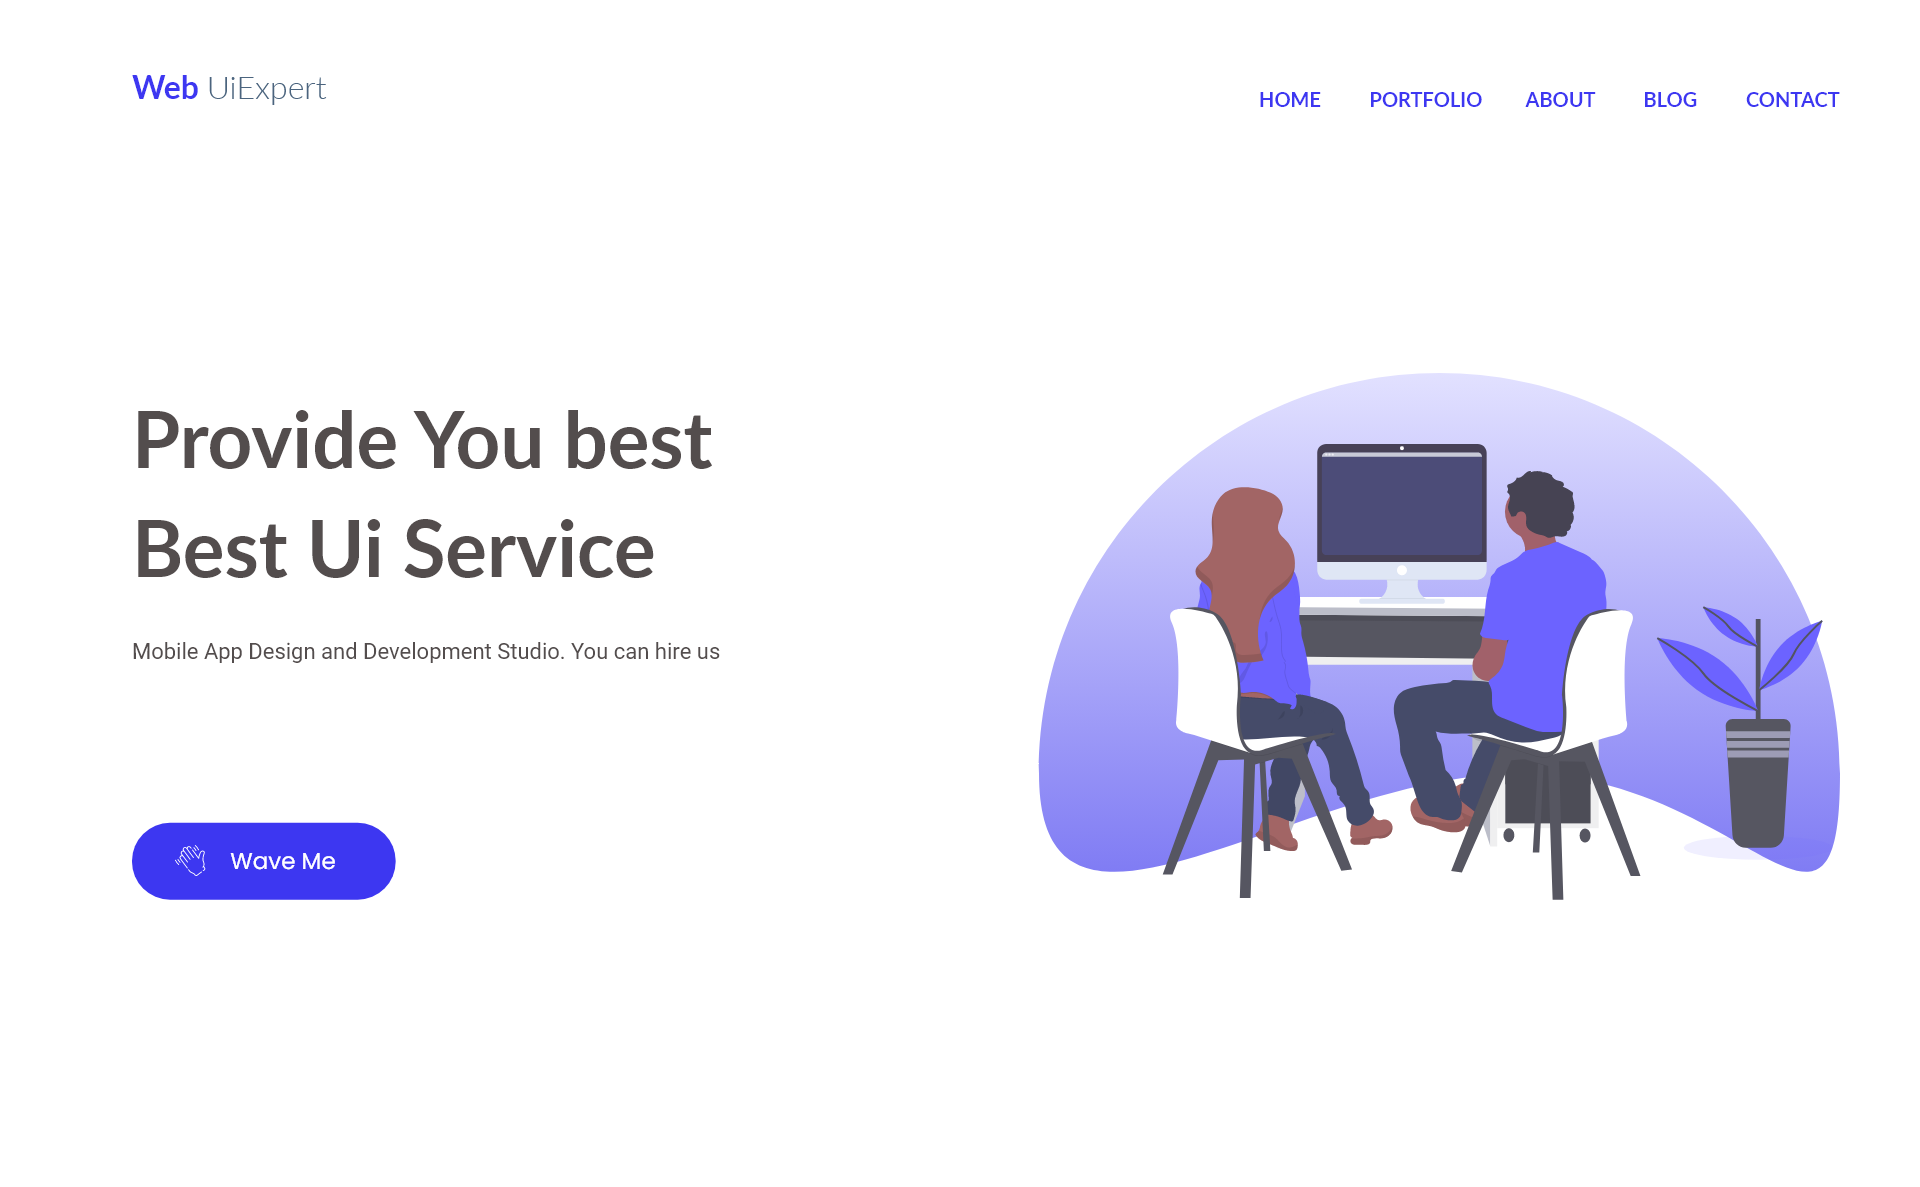 Web UiExpert
HOME PORTFOLIO ABOUT BLOG CONTACT
Provide You best
Best Ui Service
Mobile App Design and Development Studio. You can hire us
Wave Me